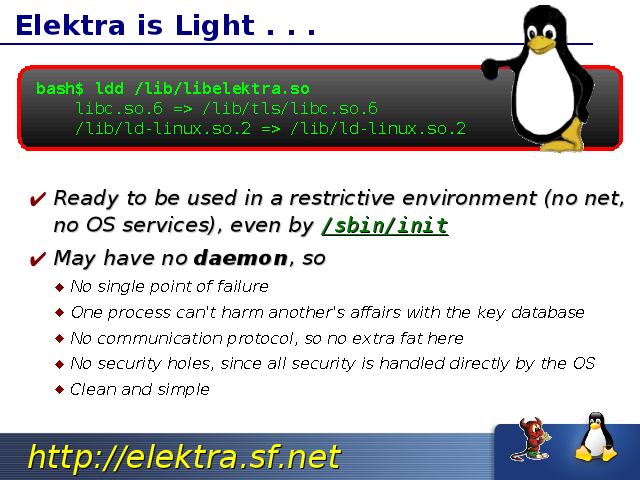 Elektra is Light . . .
bash$ ldd /lib/libelektra.so
libc.so.6 => /lib/tls/libc.so.6
/lib/ld-linux.so.2 => /lib/ld-linux.so.2
✔ Ready to be used in a restrictive environment (no net,
no OS services), even by /sbin/init
✔ May have no daemon, so
◆ No single point of failure
◆ One process can't harm another's affairs with the key database
◆ No communication protocol, so no extra fat here
◆ No security holes, since all security is handled directly by the OS
◆ Clean and simple
http://elektra.sf.net